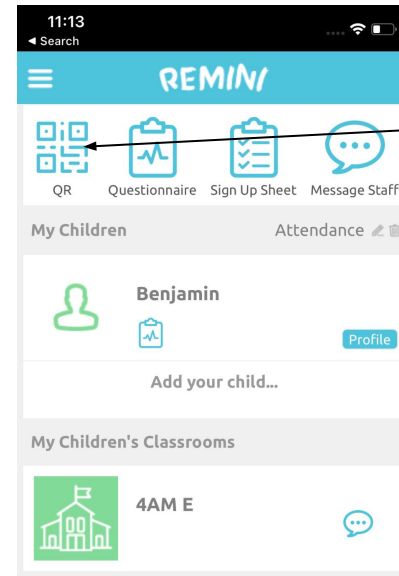 11:13
◄ Search
REMINI
QR Questionnaire Sign Up Sheet Message Staff
My Children Attendance
Benjamin
Profile
Add your child...
My Children's Classrooms
4AM E